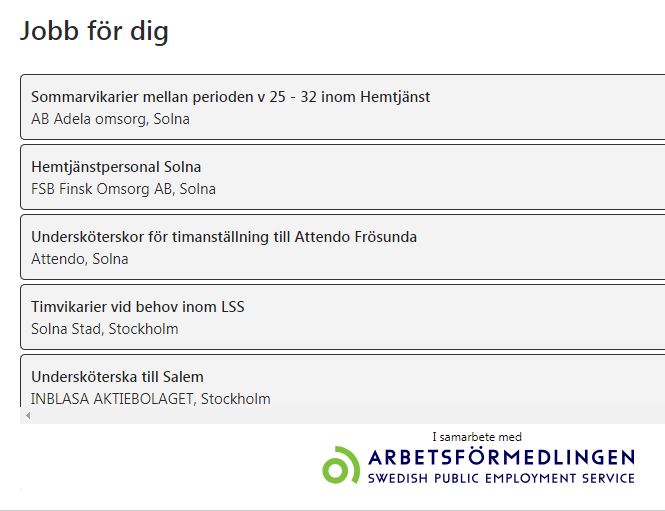 Jobb för dig
Sommarvikarier mellan perioden v 25 - 32 inom Hemtjänst
AB Adela omsorg, Solna
Hemtjänstpersonal Solna
FSB Finsk Omsorg AB, Solna
Undersköterskor för timanställning till Attendo Frösunda
Attendo, Solna
Timvikarier vid behov inom LSS
Solna Stad, Stockholm
Undersköterska till Salem
INBLASA AKTIEBOLAGET, Stockholm
I samarbete med
ARBETSFÖRMEDLINGEN
SWEDISH PUBLIC EMPLOYMENT SERVICE